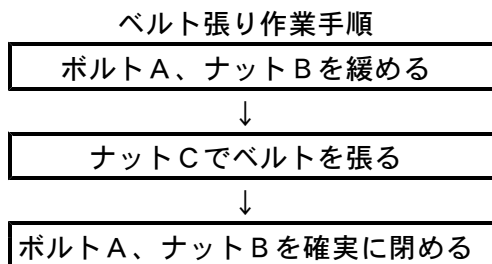 ベルト張り作業手順
ボルトA、ナットBを緩める
↓
ナットCでベルトを張る
↓
ボルトA、ナットBを確実に閉める